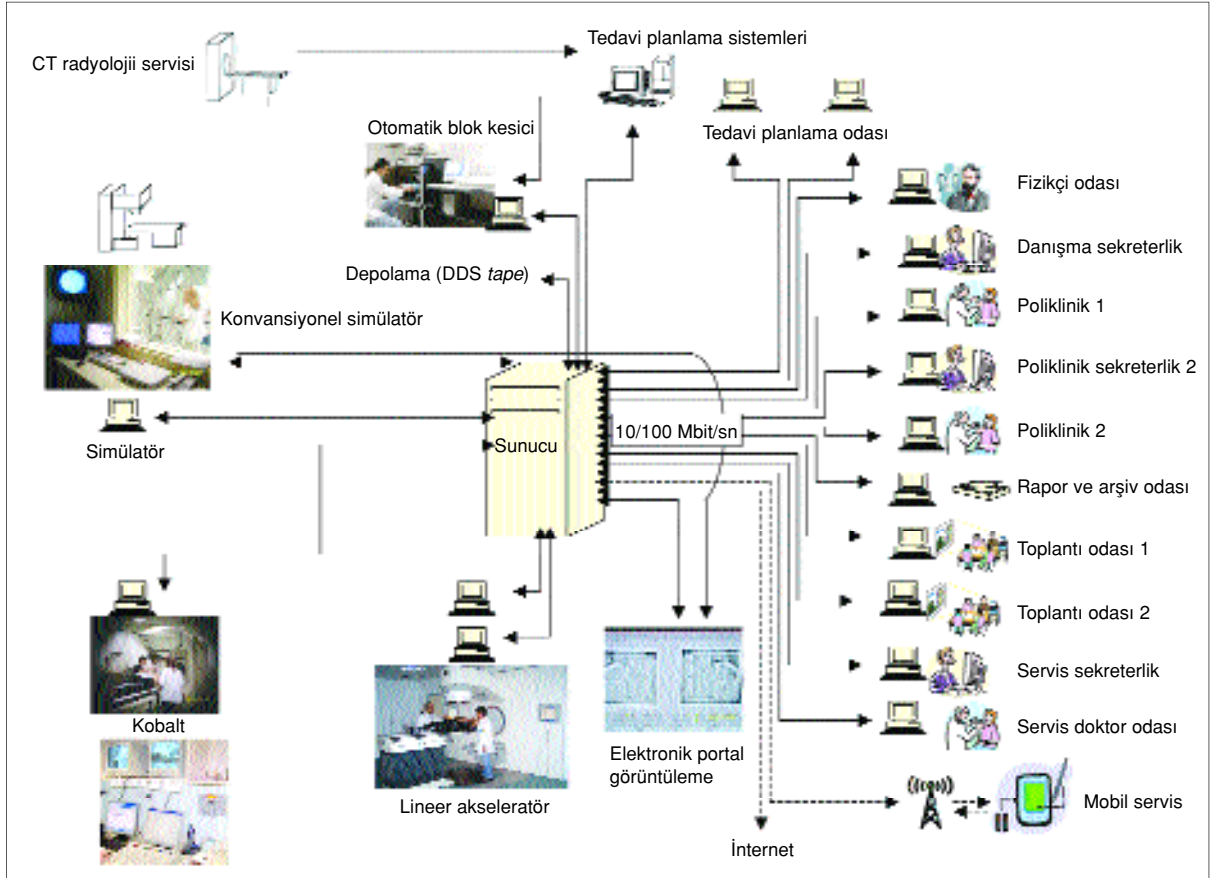 CT radyolojii servisi
Tedavi planlama sistemleri
Otomatik blok kesici
Tedavi planlama odası
Fizikçi odası
Danışma sekreterlik
Depolama (DDS tape)
Poliklinik 1
Konvansiyonel simülatör
Poliklinik sekreterlik 2
10/100 Mbit/sn
Poliklinik 2
Sunucu
Simülatör
Rapor ve arşiv odası
Toplantı odası 1
Toplantı odası 2
Servis sekreterlik
Kobalt
Servis doktor odası
Elektronik portal
görüntüleme
Lineer akseleratör
Mobil servis
İnternet